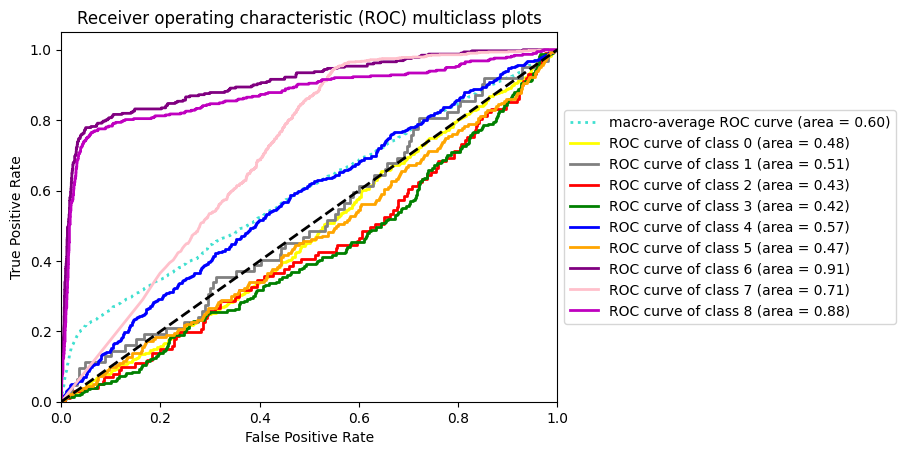 Receiver operating characteristic (ROC) multiclass plots
1.0
0.8
0.6
0.4
0.2
0.0
True Positive Rate
0.0 0.2 0.4 0.6 0.8 1.0
False Positive Rate
macro-average ROC curve (area = 0.60)
ROC curve of class 0 (area = 0.48)
ROC curve of class 1 (area = 0.51)
ROC curve of class 2 (area = 0.43)
ROC curve of class 3 (area = 0.42)
ROC curve of class 4 (area = 0.57)
ROC curve of class 5 (area = 0.47)
ROC curve of class 6 (area = 0.91)
ROC curve of class 7 (area = 0.71)
ROC curve of class 8 (area = 0.88)